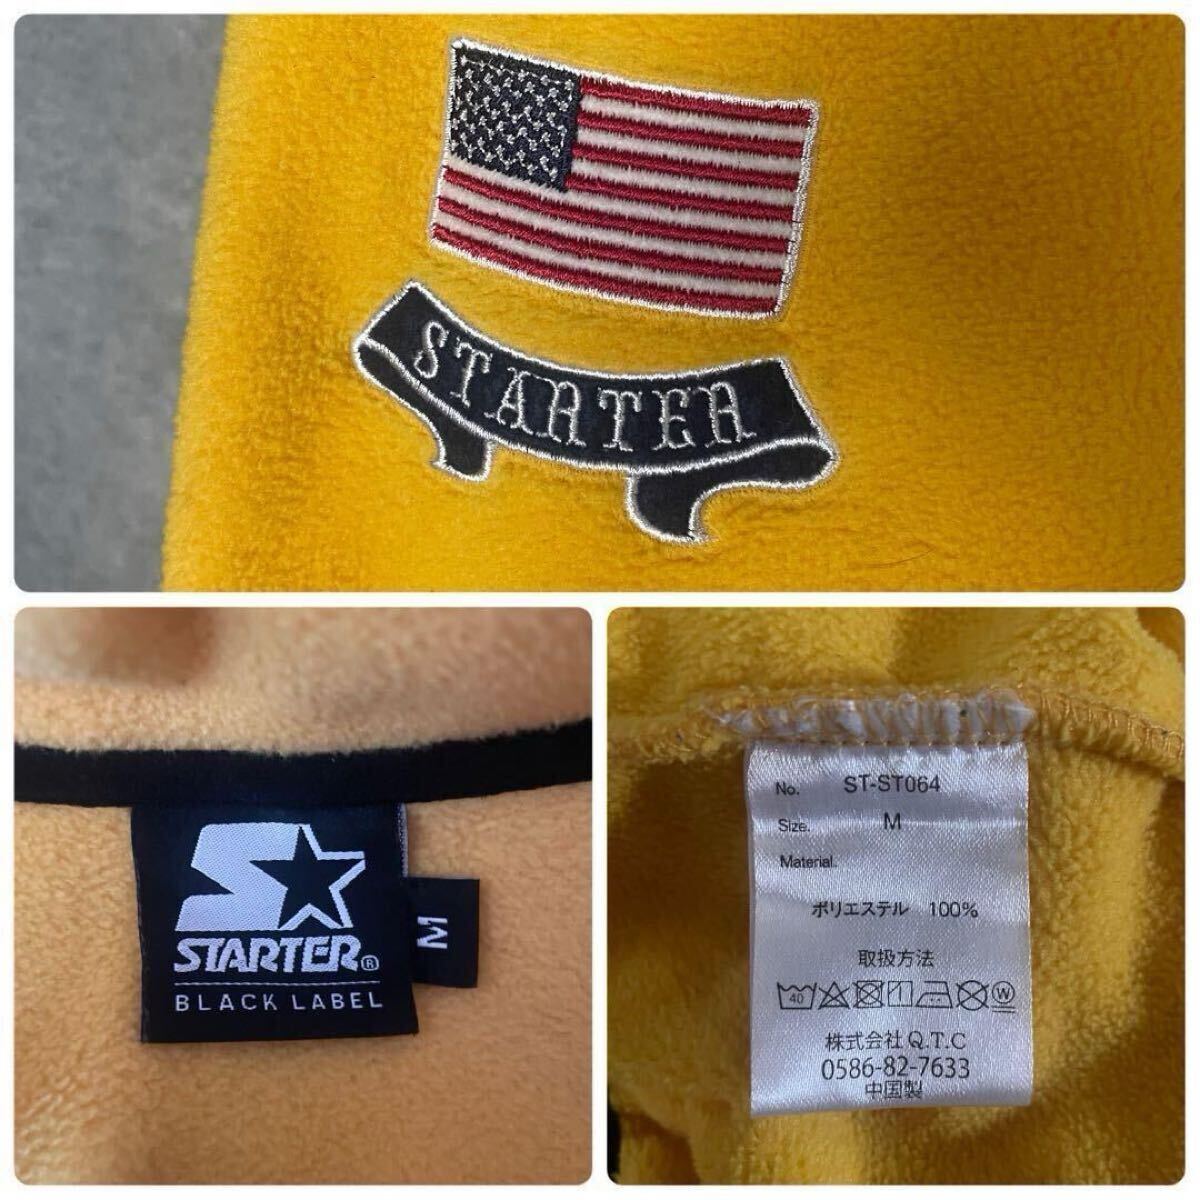 STARTER
STARTER®
BLACK LABEL
M
No. ST-ST064
Size. M
Material.
ポリエステル 100%
取扱方法
40 W
株式会社 Q.T.C
0586-82-7633
中国製